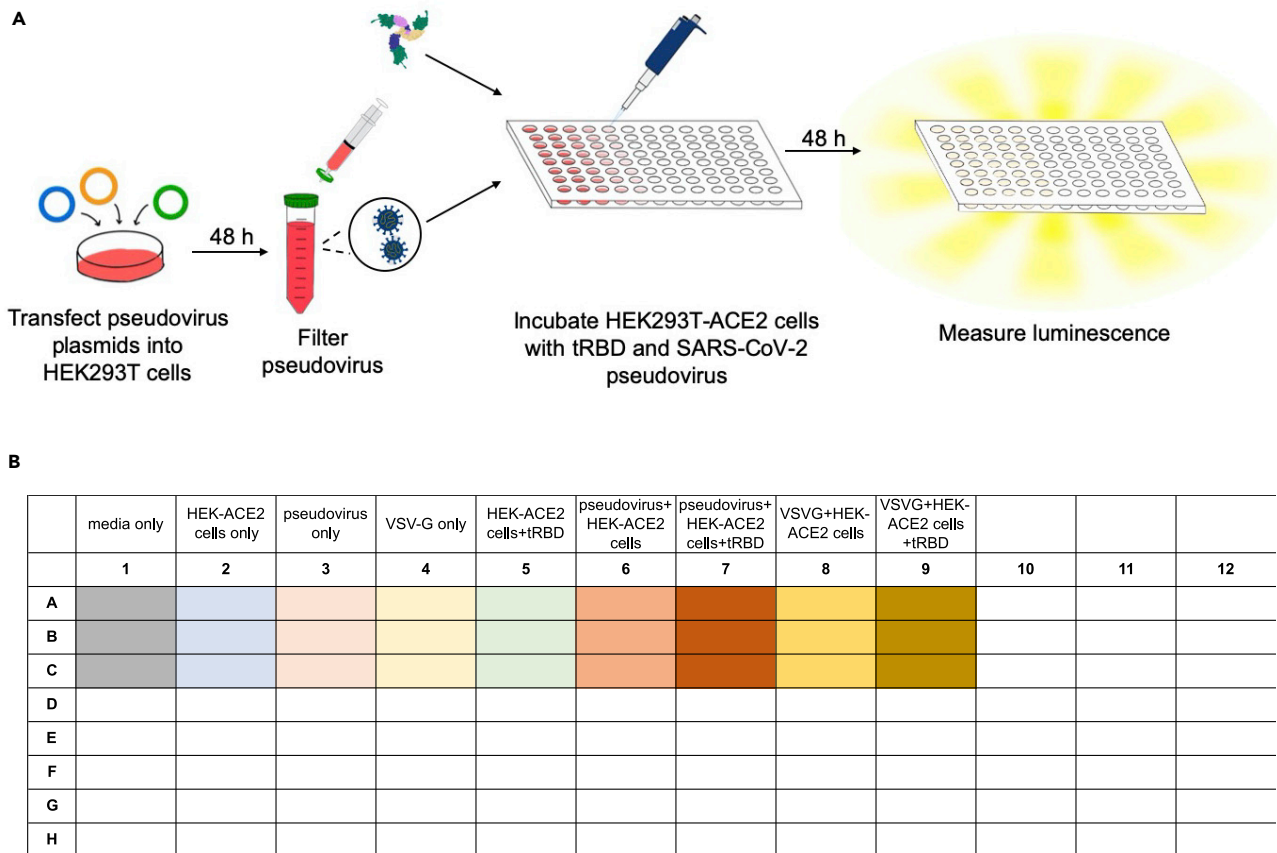 A
48 h
48 h
Transfect pseudovirus
plasmids into
HEK293T cells
Filter
pseudovirus
Incubate HEK293T-ACE2 cells
with tRBD and SARS-CoV-2
pseudovirus
Measure luminescence
B
media only
HEK-ACE2
cells only
pseudovirus
only
VSV-G only
HEK-ACE2
cells+tRBD
pseudovirus+
HEK-ACE2
cells
pseudovirus+
HEK-ACE2
cells+tRBD
VSVG+HEK-
ACE2 cells
VSVG+HEK-
ACE2 cells
+tRBD
1 2 3 4 5 6 7 8 9 10 11 12
A
B
C
D
E
F
G
H